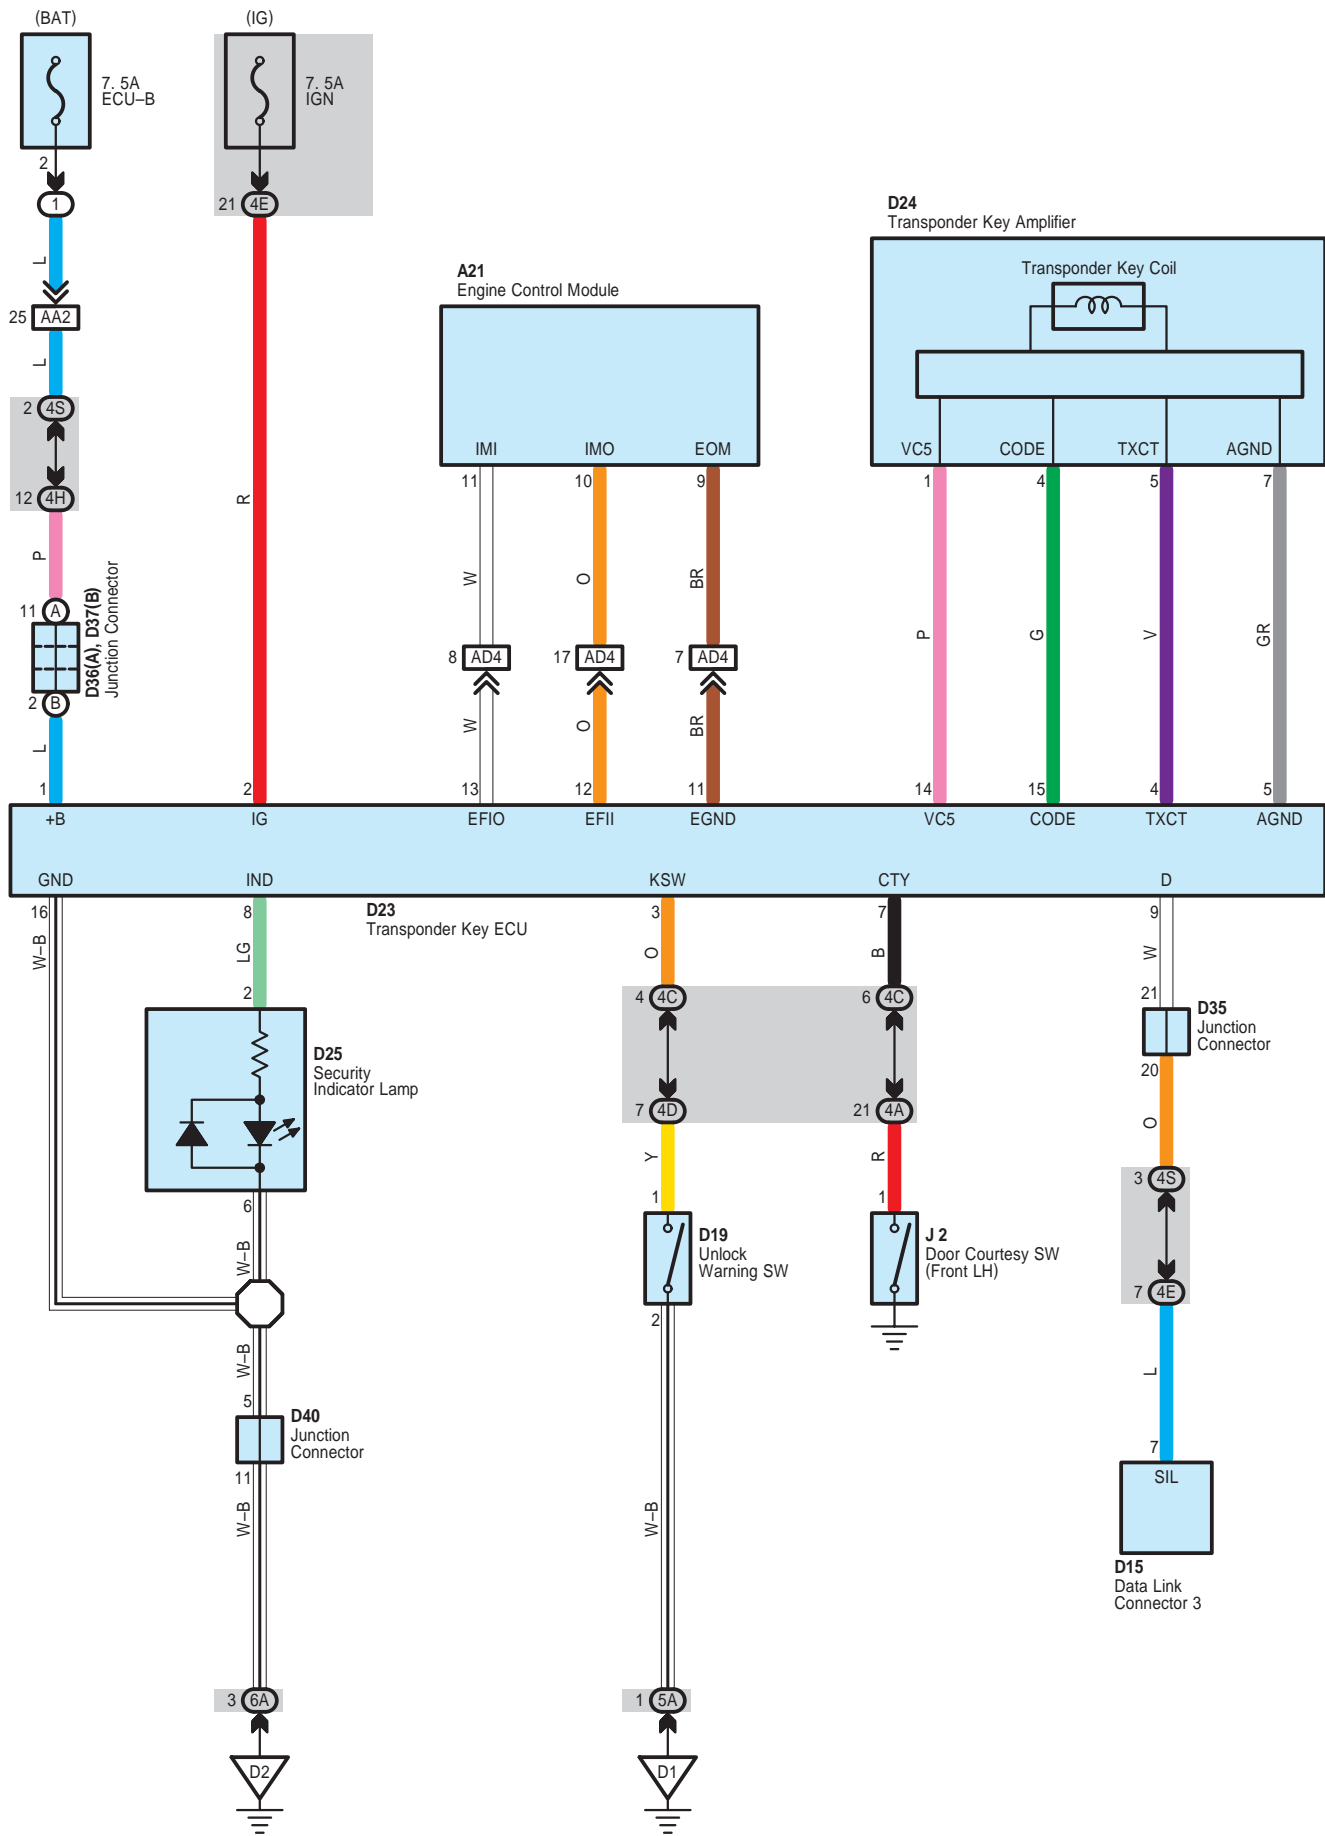 (BAT)
(IG)
7. 5A
ECU–B
7. 5A
IGN
2
1
21 4E
L
25 AA2
L
2 4S
12 4H
P
11 A
D36(A), D37(B)
Junction Connector
2 B
L
1
R
2
A21
Engine Control Module
IMI
IMO
EOM
11
10
9
W
O
BR
8 AD4
17 AD4
7 AD4
W
O
BR
13
12
11
D24
Transponder Key Amplifier
Transponder Key Coil
VC5
CODE
TXCT
AGND
1
4
5
7
P
G
V
GR
14
15
4
5
+B
IG
EFIO
EFII
EGND
VC5
CODE
TXCT
AGND
GND
IND
KSW
CTY
D
D23
Transponder Key ECU
16
8
3
7
9
W–B
LG
O
B
W
2
4 4C
6 4C
21
D35
Junction
Connector
20
D25
Security
Indicator Lamp
7 4D
21 4A
O
Y
R
3 4S
6
1
1
W–B
D19
Unlock
Warning SW
J 2
Door Courtesy SW
(Front LH)
7 4E
2
W–B
L
5
D40
Junction
Connector
11
7
SIL
W–B
W–B
D15
Data Link
Connector 3
3 6A
1 5A
D2
D1